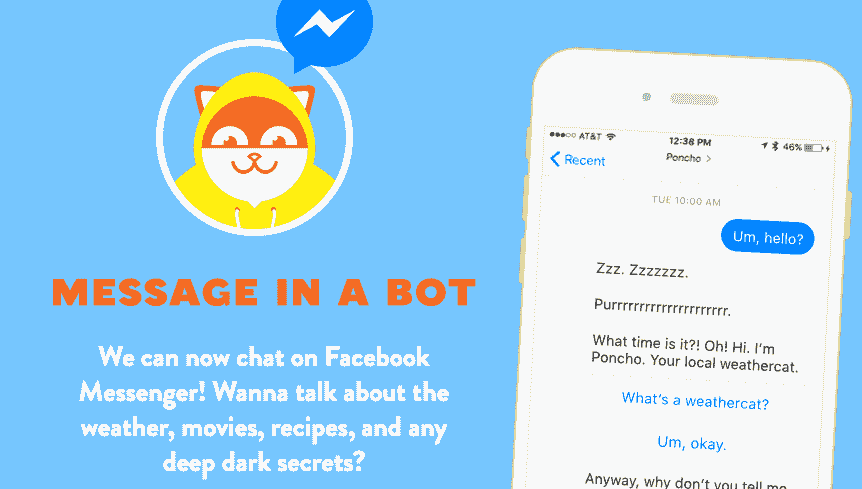 MESSAGE IN A BOT
We can now chat on Facebook
Messenger! Wanna talk about the
weather, movies, recipes, and any
deep dark secrets?
AT&T 12:36 PM 46%
Recent Poncho
TUE 10:00 AM
Um, hello?
Zzz. Zzzzzzz.
Purrrrrrrrrrrrrrrrrrrrr.
What time is it?! Oh! Hi. I'm
Poncho. Your local weathercat.
What's a weathercat?
Um, okay.
Anyway, why don't you tell me